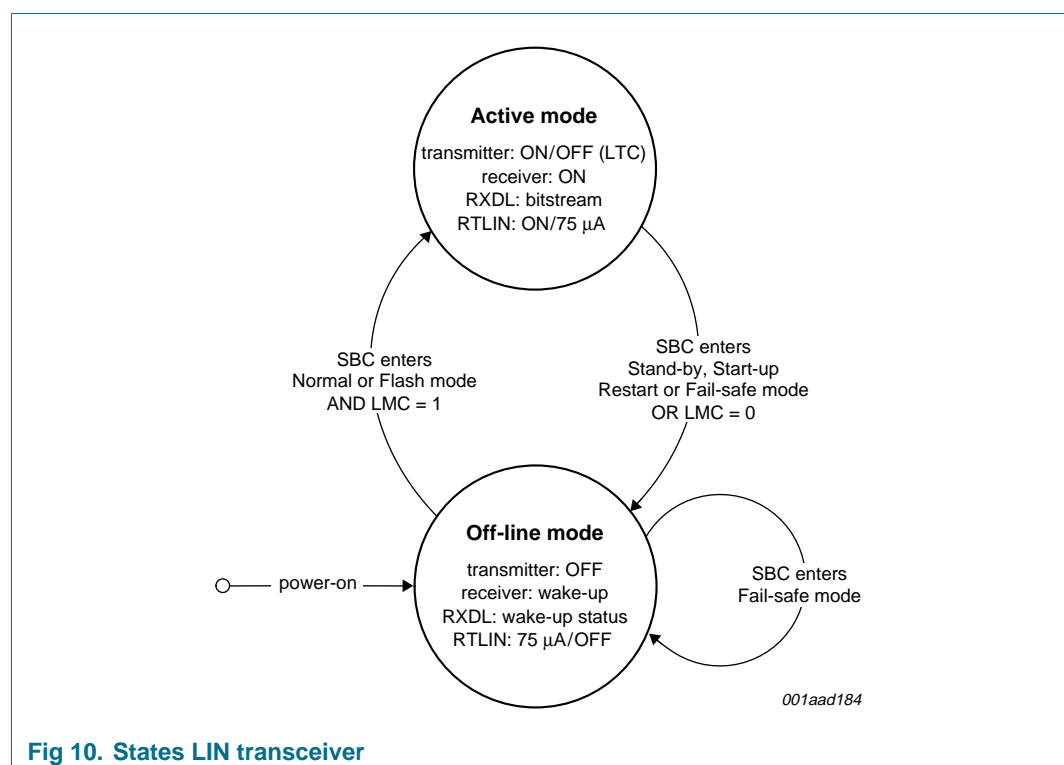 Active mode
transmitter: ON/OFF (LTC)
receiver: ON
RXDL: bitstream
RTLIN: ON/75 μA
SBC enters
Normal or Flash mode
AND LMC = 1
SBC enters
Stand-by, Start-up
Restart or Fail-safe mode
OR LMC = 0
Off-line mode
transmitter: OFF
receiver: wake-up
RXDL: wake-up status
RTLIN: 75 μA/OFF
power-on
SBC enters
Fail-safe mode
001aad184
Fig 10. States LIN transceiver